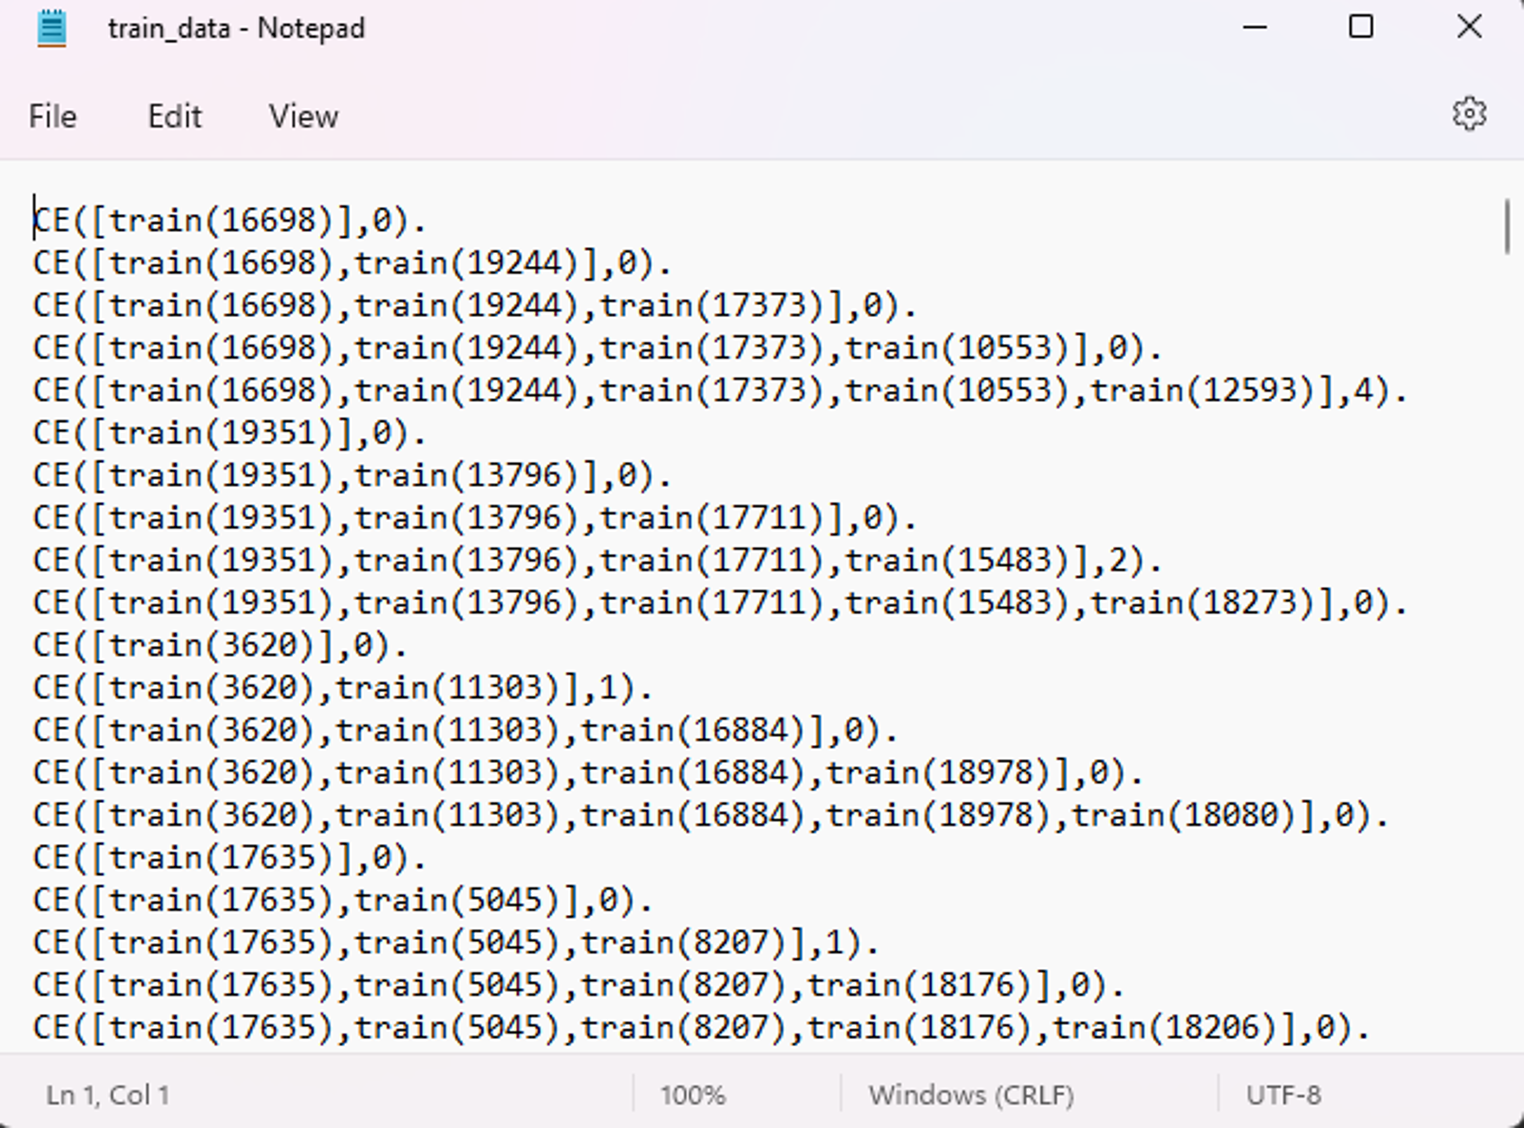 train_data - Notepad
File Edit View
CE([train(16698)],0).
CE([train(16698),train(19244)],0).
CE([train(16698),train(19244),train(17373)],0).
CE([train(16698),train(19244),train(17373),train(10553)],0).
CE([train(16698),train(19244),train(17373),train(10553),train(12593)],4).
CE([train(19351)],0).
CE([train(19351),train(13796)],0).
CE([train(19351),train(13796),train(17711)],0).
CE([train(19351),train(13796),train(17711),train(15483)],2).
CE([train(19351),train(13796),train(17711),train(15483),train(18273)],0).
CE([train(3620)],0).
CE([train(3620),train(11303)],1).
CE([train(3620),train(11303),train(16884)],0).
CE([train(3620),train(11303),train(16884),train(18978)],0).
CE([train(3620),train(11303),train(16884),train(18978),train(18080)],0).
CE([train(17635)],0).
CE([train(17635),train(5045)],0).
CE([train(17635),train(5045),train(8207)],1).
CE([train(17635),train(5045),train(8207),train(18176)],0).
CE([train(17635),train(5045),train(8207),train(18176),train(18206)],0).
Ln 1, Col 1 100% Windows (CRLF) UTF-8